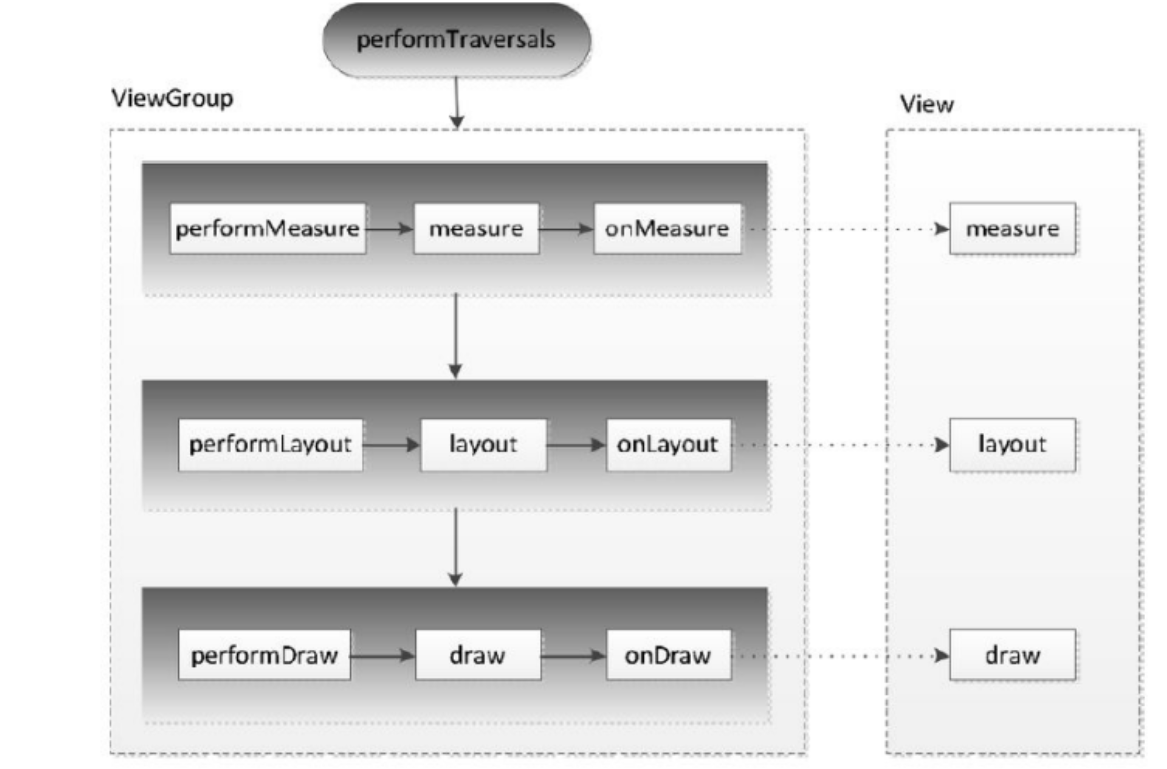 performTraversals
ViewGroup
View
performMeasure
measure
onMeasure
measure
performLayout
layout
onLayout
layout
performDraw
draw
onDraw
draw